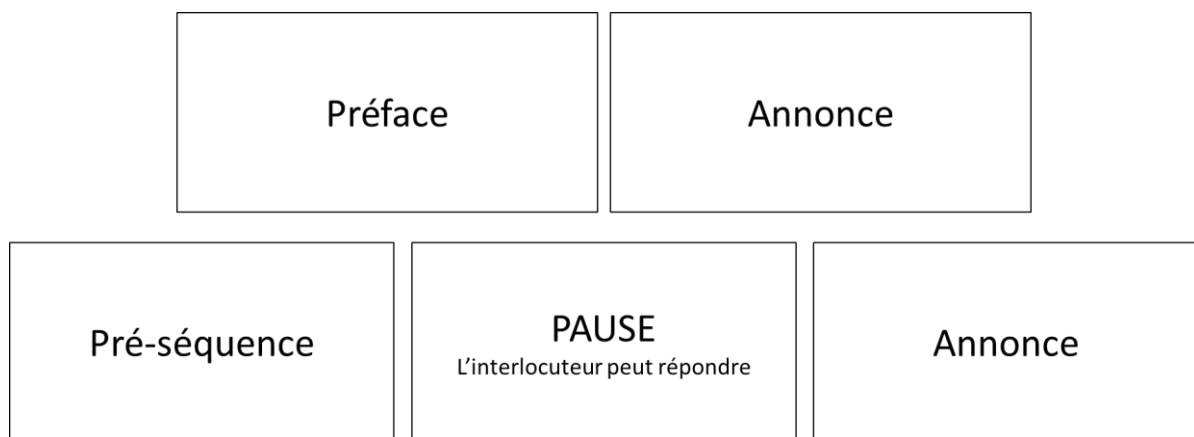 Préface
Annonce
Pré-séquence
PAUSE
L’interlocuteur peut répondre
Annonce